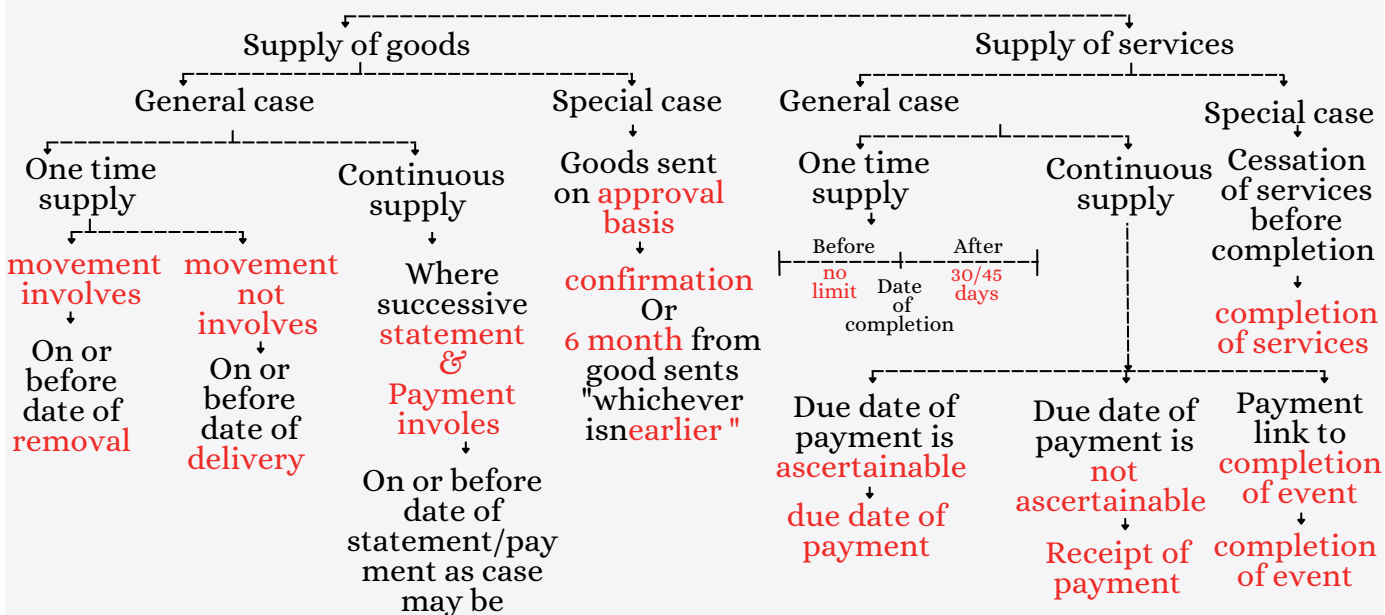 Supply of goods
Supply of services
General case
Special case
General case
Special case
One time
supply
Continuous
supply
Goods sent
on approval
basis
One time
supply
Continuous
supply
Cessation
of services
before
completion
movement
involves
movement
not
involves
Where
successive
statement
&
Payment
involes
confirmation
Or
6 month from
good sents
"whichever
isnearlier "
Before
After
no
limit
Date
of
completion
30/45
days
completion
of services
On or
before
date of
removal
On or
before
date of
delivery
On or before
date of
statement/pay
ment as case
may be
Due date of
payment is
ascertainable
due date of
payment
Due date of
payment is
not
ascertainable
Receipt of
payment
Payment
link to
completion
of event
completion
of event